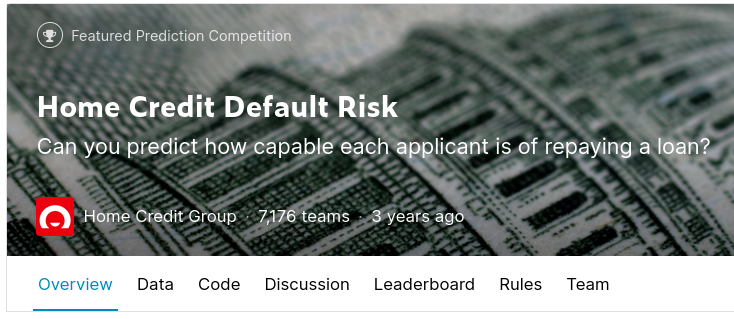 Featured Prediction Competition
Home Credit Default Risk
Can you predict how capable each applicant is of repaying a loan?
Home Credit Group · 7,176 teams · 3 years ago
Overview Data Code Discussion Leaderboard Rules Team